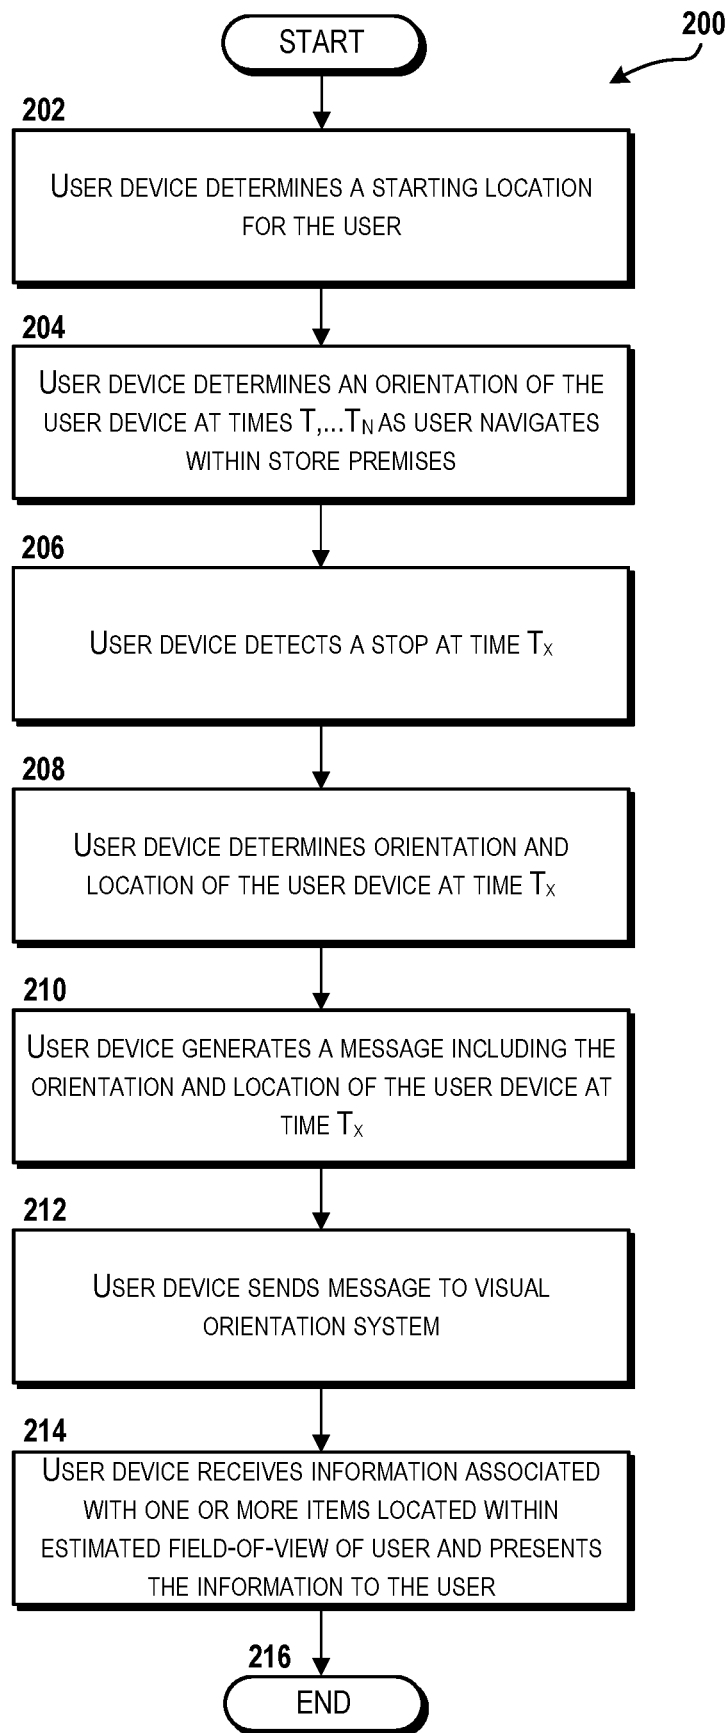 START
200
202
USER DEVICE DETERMINES A STARTING LOCATION
FOR THE USER
204
USER DEVICE DETERMINES AN ORIENTATION OF THE
USER DEVICE AT TIMES T,...TN AS USER NAVIGATES
WITHIN STORE PREMISES
206
USER DEVICE DETECTS A STOP AT TIME TX
208
USER DEVICE DETERMINES ORIENTATION AND
LOCATION OF THE USER DEVICE AT TIME TX
210
USER DEVICE GENERATES A MESSAGE INCLUDING THE
ORIENTATION AND LOCATION OF THE USER DEVICE AT
TIME TX
212
USER DEVICE SENDS MESSAGE TO VISUAL
ORIENTATION SYSTEM
214
USER DEVICE RECEIVES INFORMATION ASSOCIATED
WITH ONE OR MORE ITEMS LOCATED WITHIN
ESTIMATED FIELD-OF-VIEW OF USER AND PRESENTS
THE INFORMATION TO THE USER
216
END